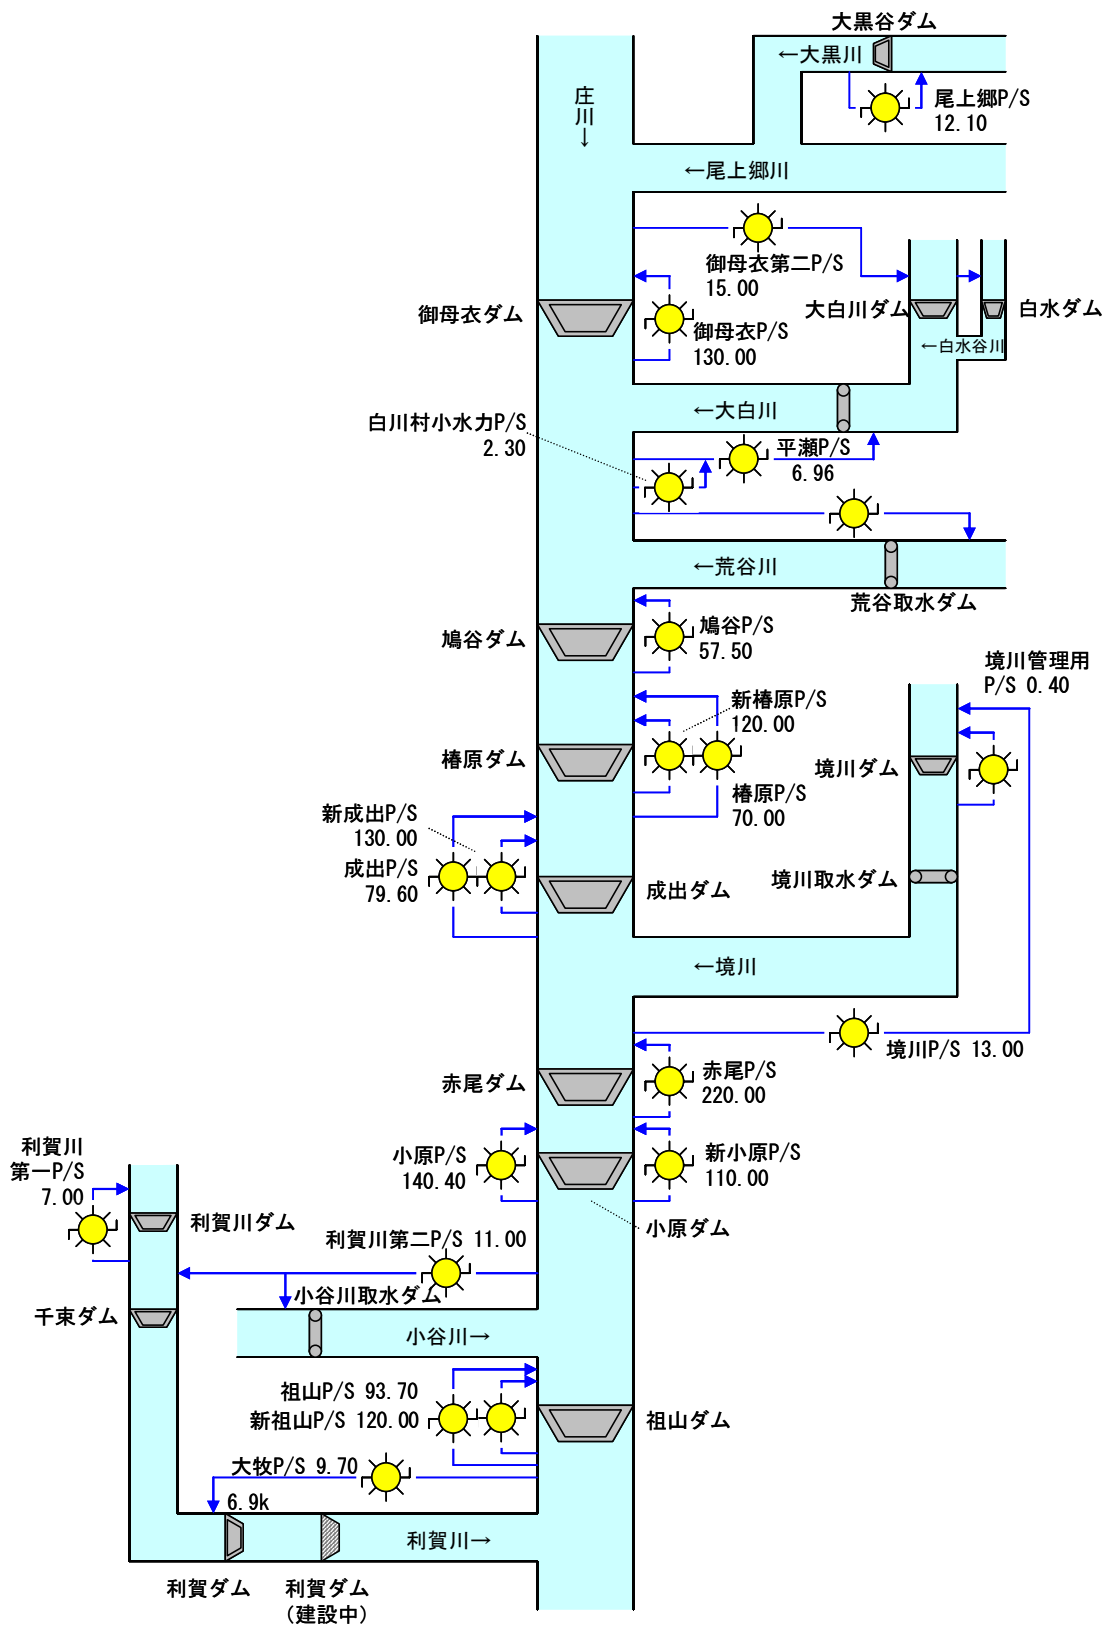 大黒谷ダム
←大黒川
尾上郷P/S
12.10
庄川↓
←尾上郷川
御母衣第二P/S
15.00
御母衣ダム
御母衣P/S
130.00
大白川ダム
白水ダム
←白水谷川
←大白川
白川村小水力P/S
2.30
平瀬P/S
6.96
←荒谷川
荒谷取水ダム
鳩谷ダム
鳩谷P/S
57.50
境川管理用
P/S 0.40
新椿原P/S
120.00
椿原ダム
境川ダム
椿原P/S
70.00
新成出P/S
130.00
成出P/S
79.60
成出ダム
境川取水ダム
←境川
境川P/S 13.00
赤尾ダム
赤尾P/S
220.00
利賀川
第一P/S
7.00
小原P/S
140.40
新小原P/S
110.00
利賀川ダム
小原ダム
利賀川第二P/S 11.00
小谷川取水ダム
千束ダム
小谷川→
祖山P/S 93.70
新祖山P/S 120.00
祖山ダム
大牧P/S 9.70
6.9k
利賀川→
利賀ダム
利賀ダム
(建設中)